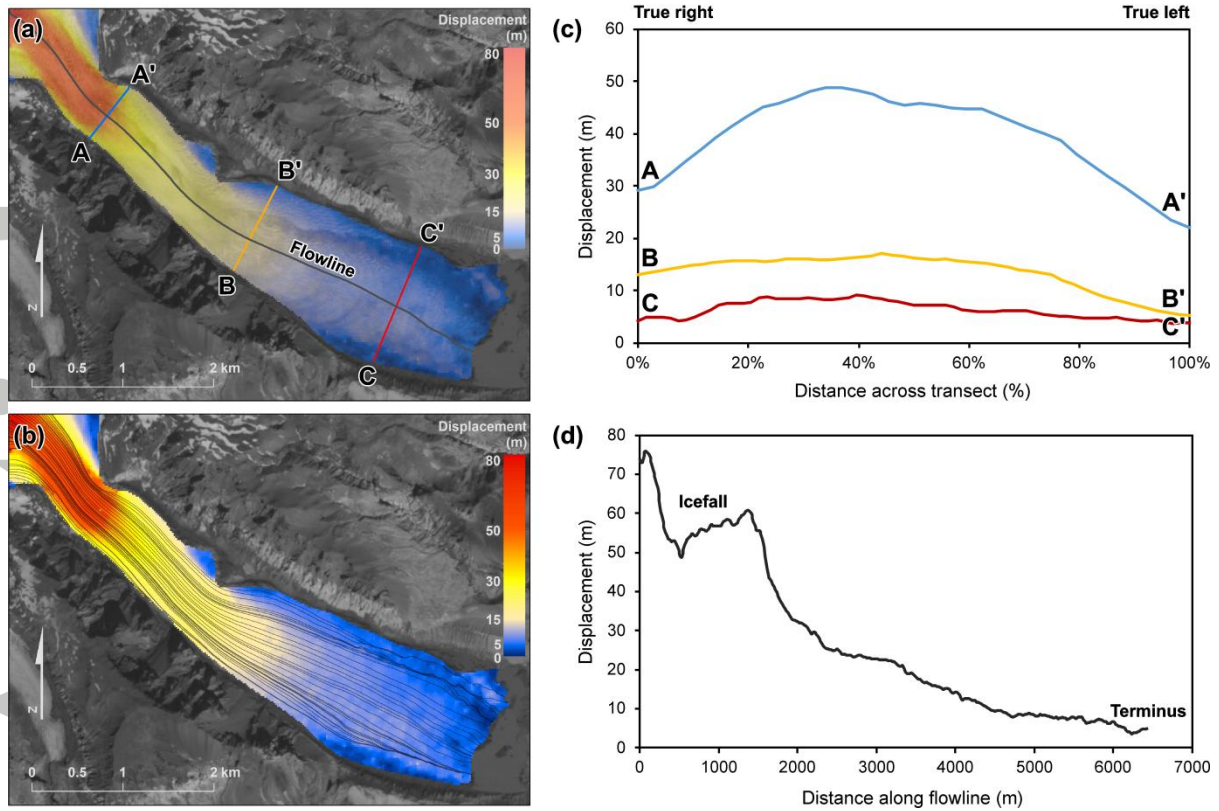 (a)
Displacement
(m)
80
50
30
15
5
0
A'
A
B'
B
C'
C
Flowline
N
0 0.5 1 2 km
(b)
Displacement
(m)
80
50
30
15
5
0
N
0 0.5 1 2 km
(c)
True right True left
60
50
40
30
20
10
0
Displacement (m)
A
A'
B
B'
C
C'
0% 20% 40% 60% 80% 100%
Distance across transect (%)
(d)
80
70
60
50
40
30
20
10
0
Displacement (m)
Icefall
Terminus
0 1000 2000 3000 4000 5000 6000 7000
Distance along flowline (m)